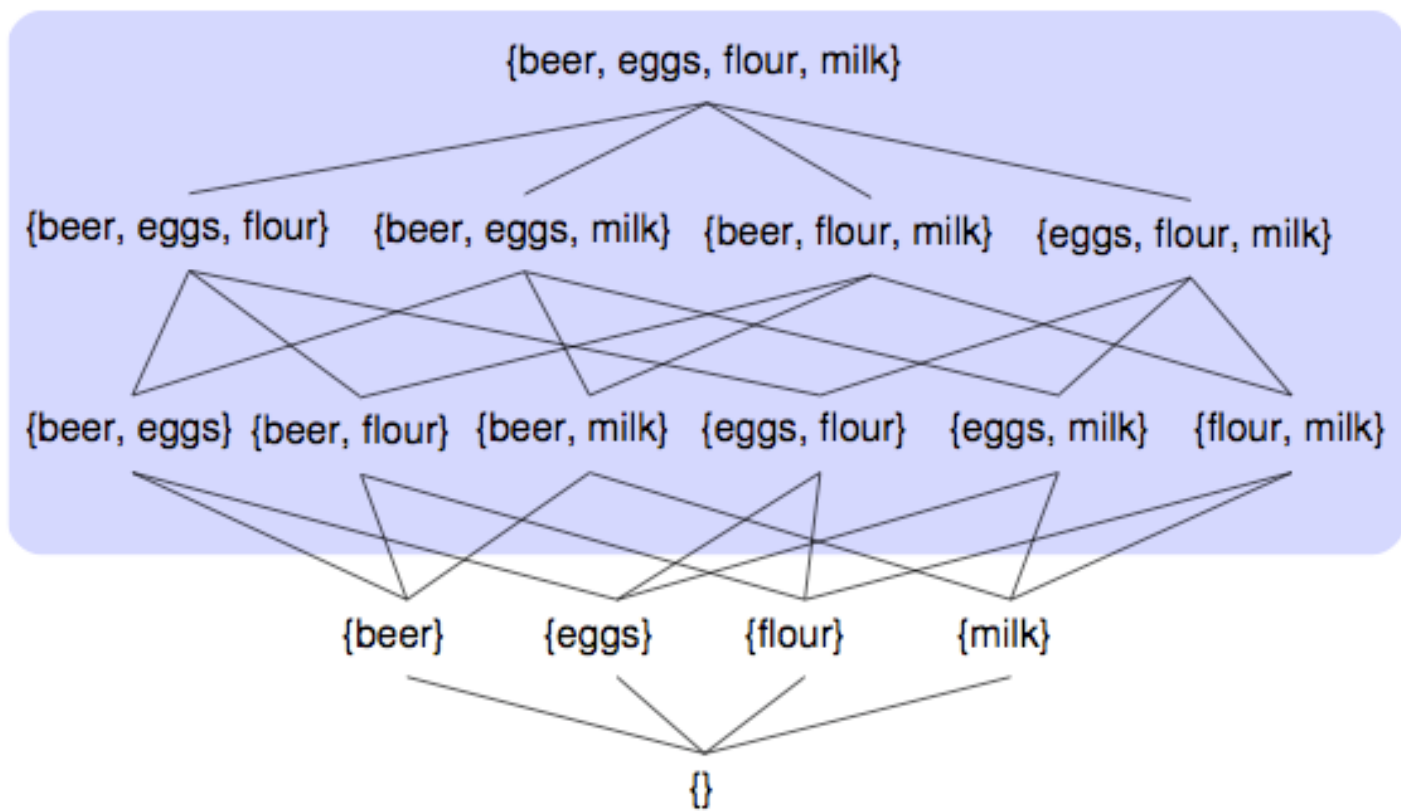 {beer, eggs, flour, milk}
{beer, eggs, flour} {beer, eggs, milk} {beer, flour, milk} {eggs, flour, milk}
{beer, eggs} {beer, flour} {beer, milk} {eggs, flour} {eggs, milk} {flour, milk}
{beer} {eggs} {flour} {milk}
{}